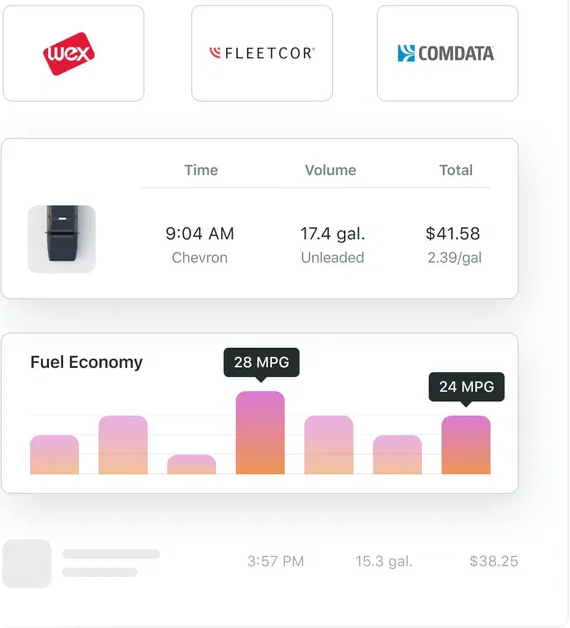 wex
FLEETCOR
COMDATA
Time Volume Total
9:04 AM 17.4 gal. $41.58
Chevron Unleaded 2.39/gal
Fuel Economy
28 MPG
24 MPG
3:57 PM 15.3 gal. $38.25